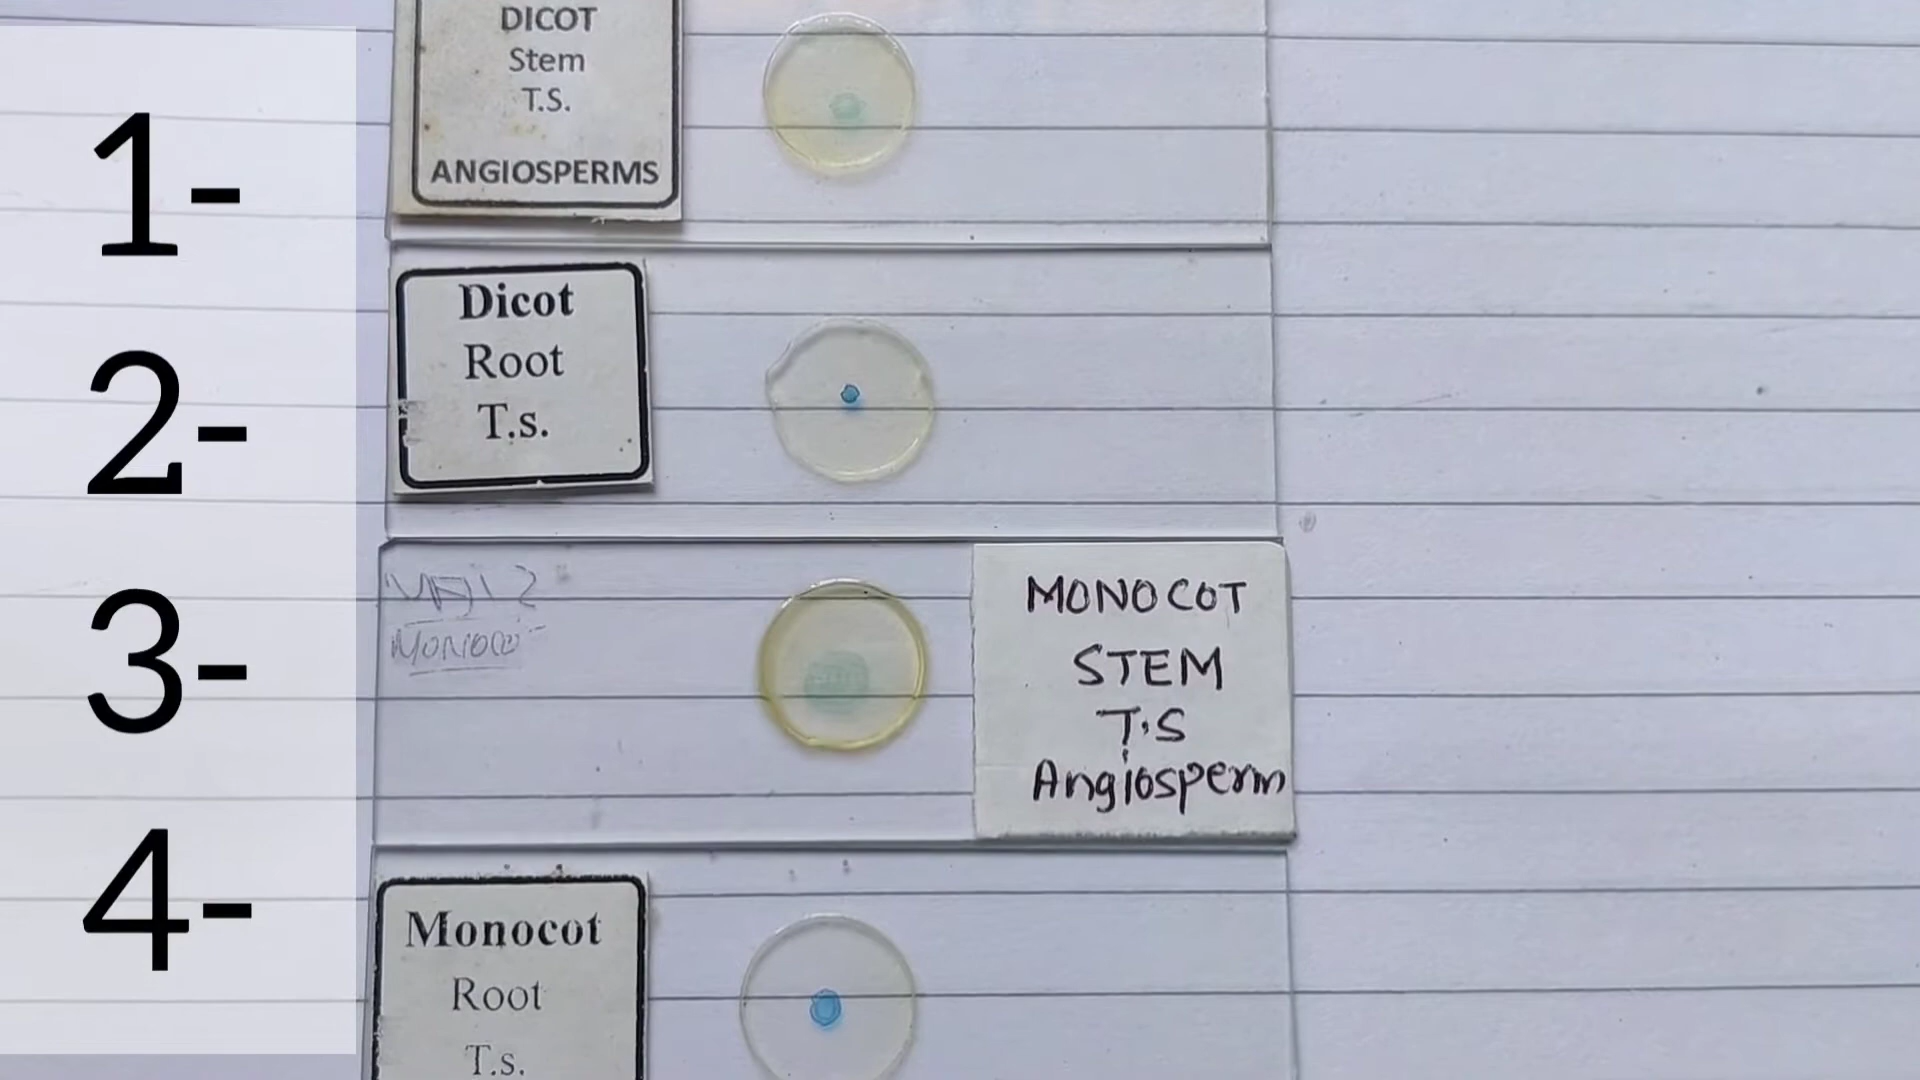 1-
DICOT
Stem
T.S.
ANGIOSPERMS
2-
Dicot
Root
T.s.
3-
MONOCOT
STEM
T.S
Angiosperm
4-
Monocot
Root
T.s.